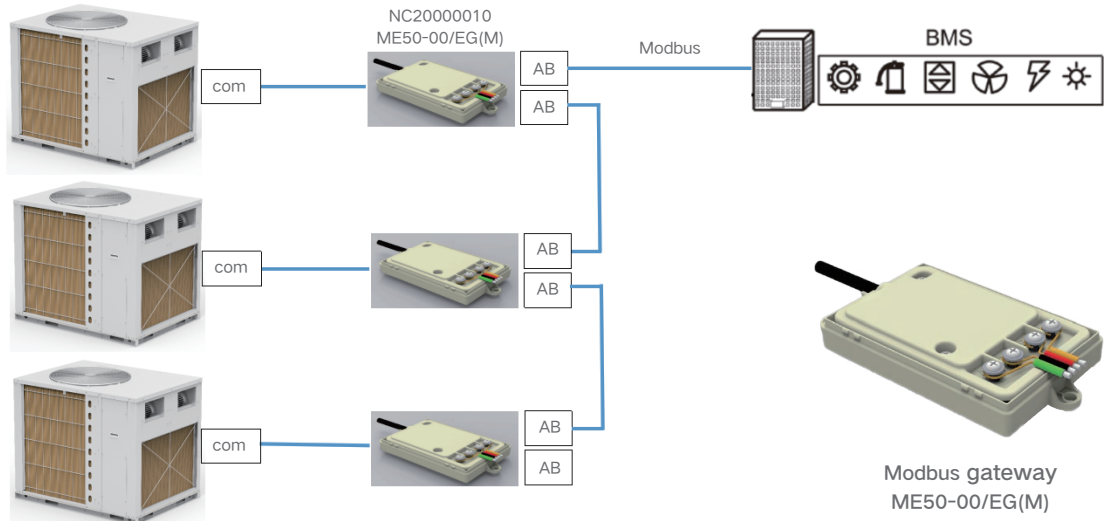 NC20000010
ME50-00/EG(M)
com
AB
AB
Modbus
BMS
com
AB
AB
com
AB
AB
Modbus gateway
ME50-00/EG(M)